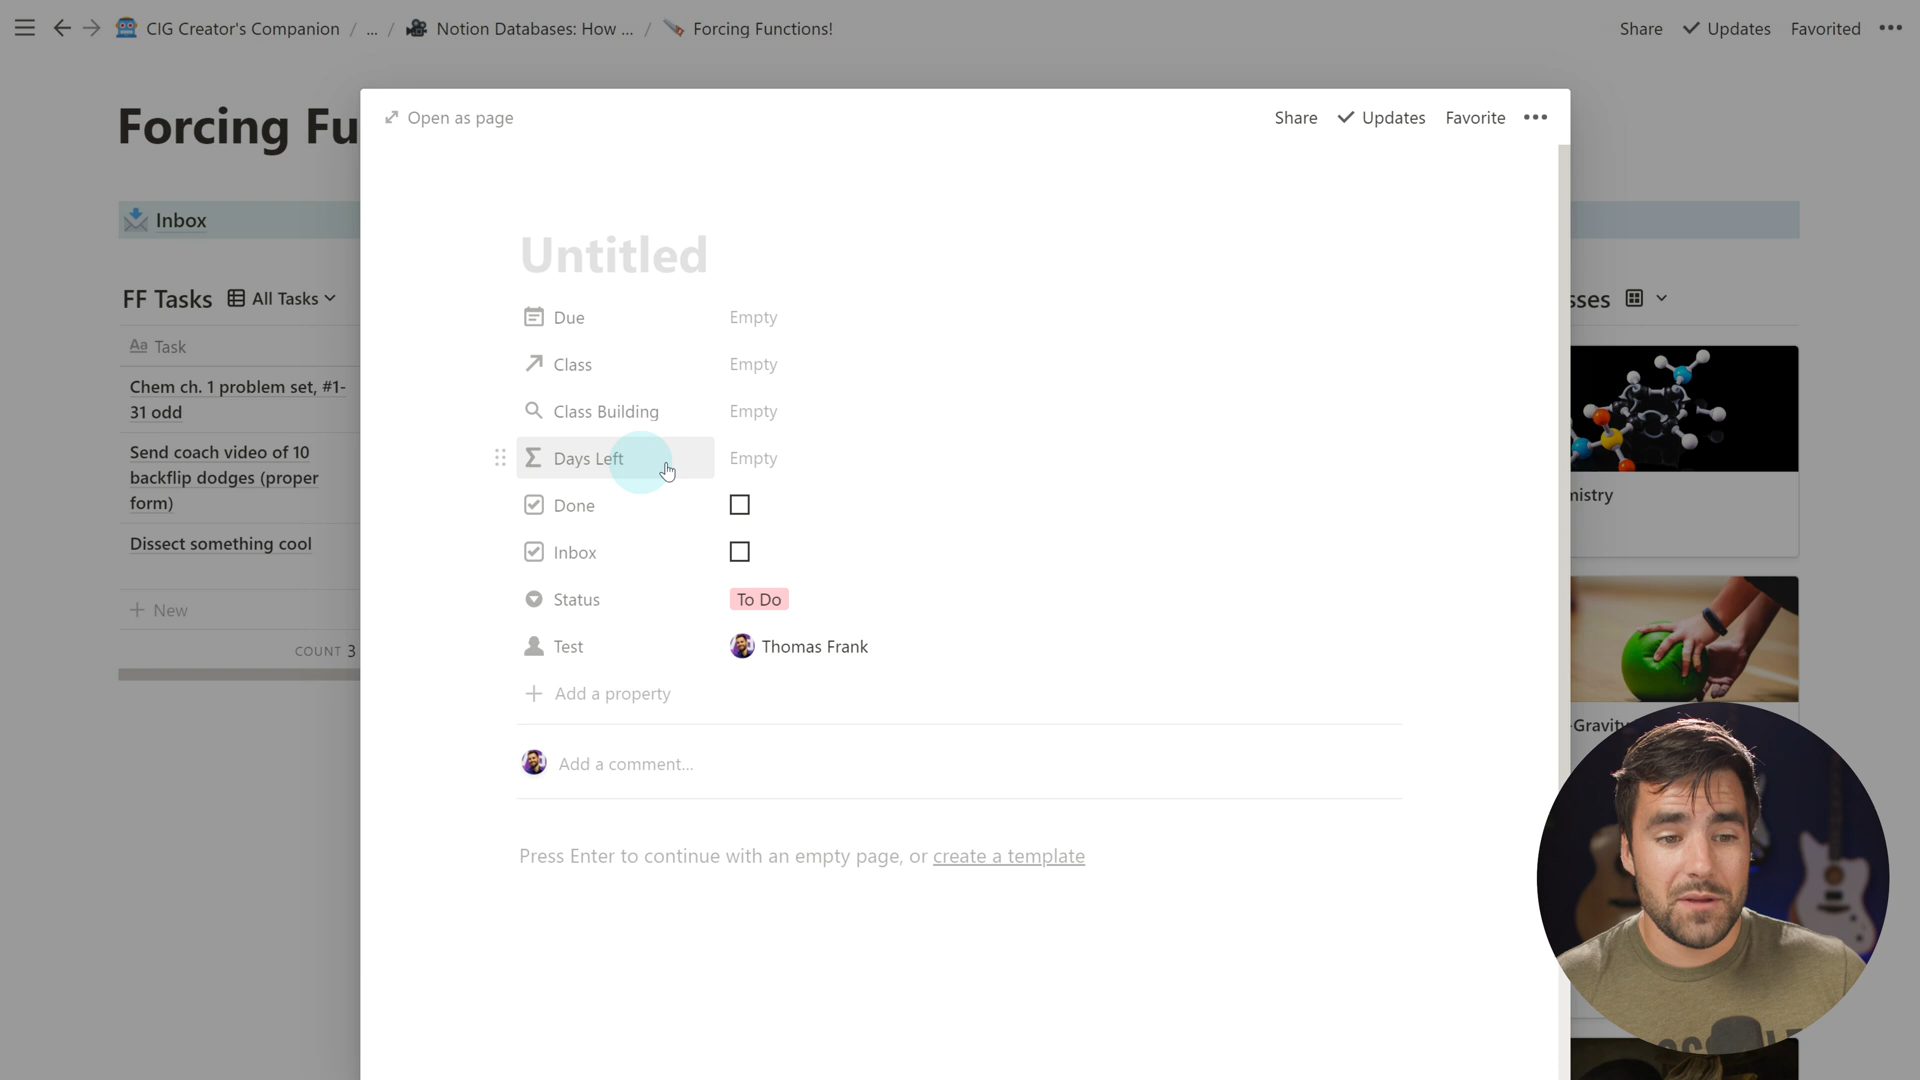 CIG Creator's Companion / ... / Notion Databases: How ... / Forcing Functions!
Share Updates Favorited
Open as page
Share Updates Favorite
Forcing Fu
Inbox
FF Tasks All Tasks
Aa Task
Chem ch. 1 problem set, #1-
31 odd
Send coach video of 10
backflip dodges (proper
form)
Dissect something cool
New
COUNT 3
Untitled
Due Empty
Class Empty
Class Building Empty
Days Left Empty
Done
Inbox
Status To Do
Test Thomas Frank
Add a property
Add a comment...
Press Enter to continue with an empty page, or create a template
sses
mistry
-Gravity